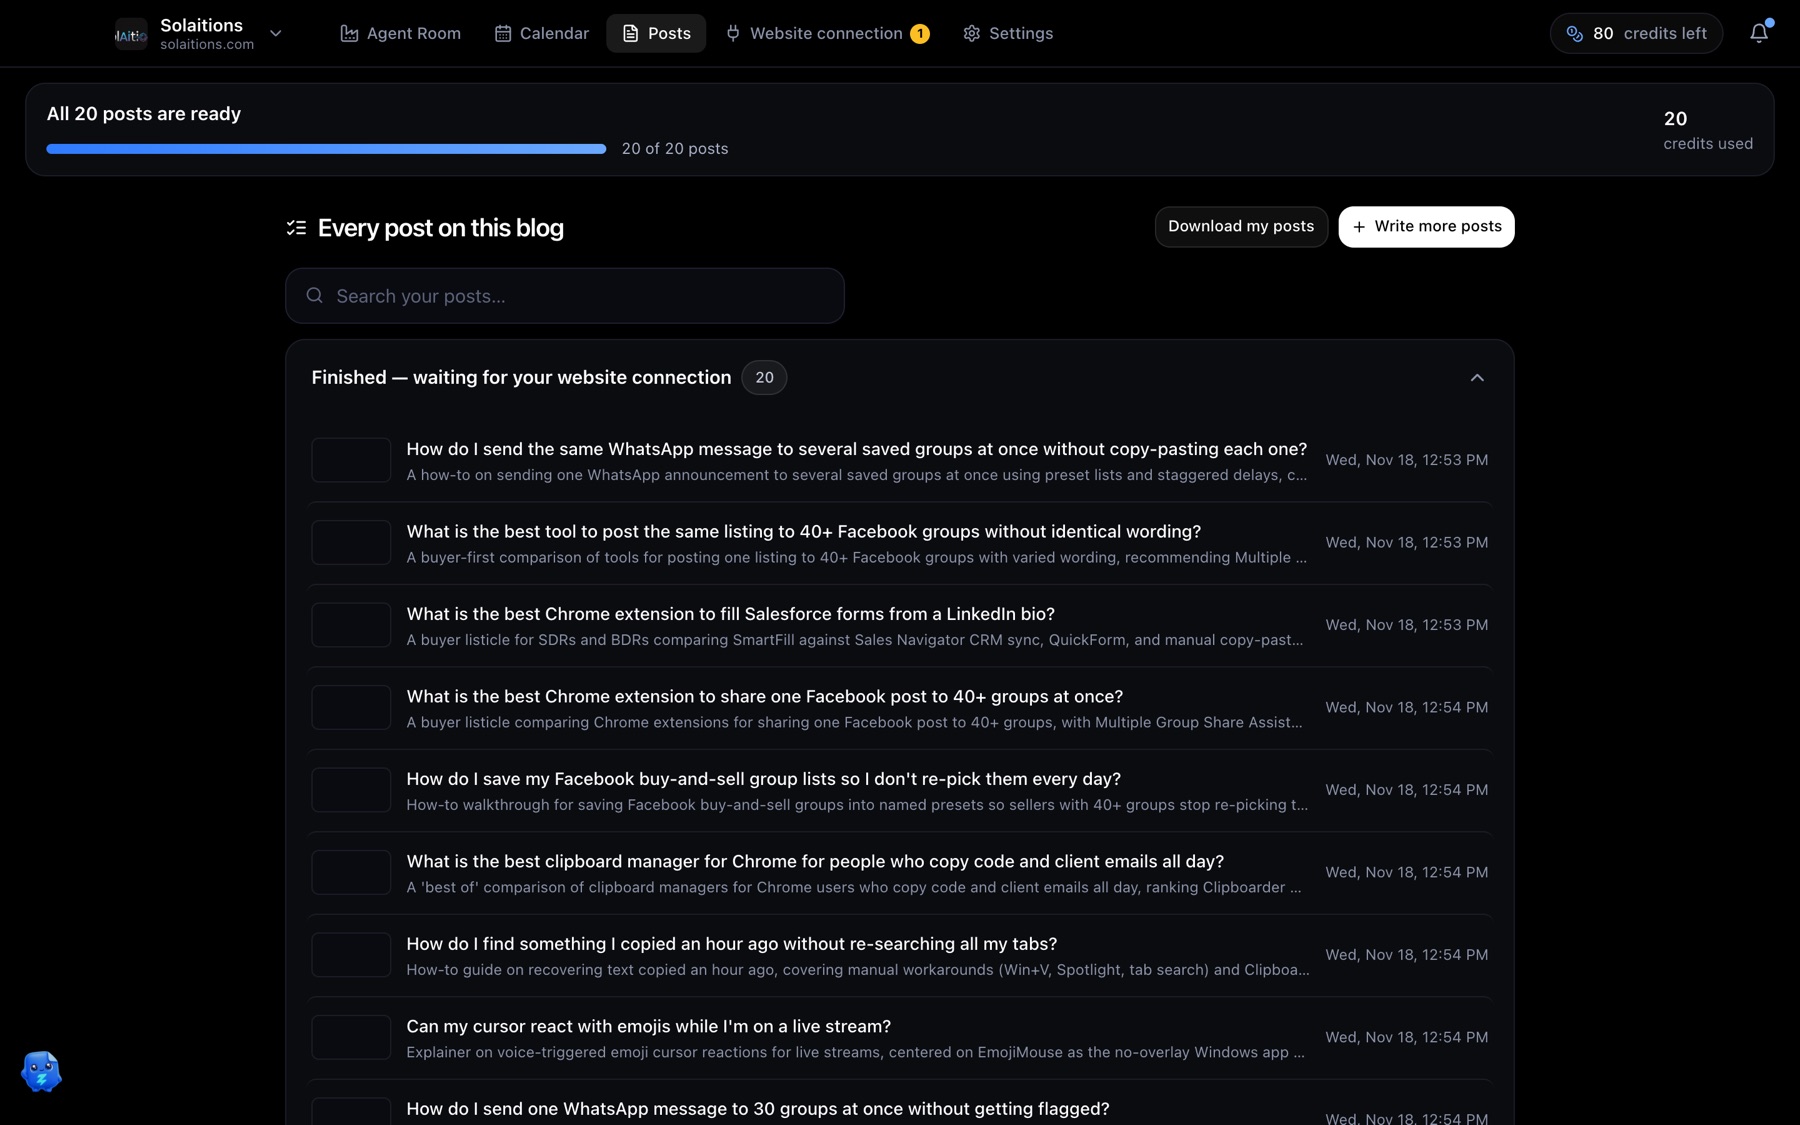 Solaitions
solaitions.com
Agent Room
Calendar
Posts
Website connection 1
Settings
80 credits left
All 20 posts are ready
20 of 20 posts
20
credits used
Every post on this blog
Download my posts
+ Write more posts
Search your posts...
Finished — waiting for your website connection 20
How do I send the same WhatsApp message to several saved groups at once without copy-pasting each one?
A how-to on sending one WhatsApp announcement to several saved groups at once using preset lists and staggered delays, c...
Wed, Nov 18, 12:53 PM
What is the best tool to post the same listing to 40+ Facebook groups without identical wording?
A buyer-first comparison of tools for posting one listing to 40+ Facebook groups with varied wording, recommending Multiple ...
Wed, Nov 18, 12:53 PM
What is the best Chrome extension to fill Salesforce forms from a LinkedIn bio?
A buyer listicle for SDRs and BDRs comparing SmartFill against Sales Navigator CRM sync, QuickForm, and manual copy-past...
Wed, Nov 18, 12:53 PM
What is the best Chrome extension to share one Facebook post to 40+ groups at once?
A buyer listicle comparing Chrome extensions for sharing one Facebook post to 40+ groups, with Multiple Group Share Assist...
Wed, Nov 18, 12:54 PM
How do I save my Facebook buy-and-sell group lists so I don't re-pick them every day?
How-to walkthrough for saving Facebook buy-and-sell groups into named presets so sellers with 40+ groups stop re-picking t...
Wed, Nov 18, 12:54 PM
What is the best clipboard manager for Chrome for people who copy code and client emails all day?
A 'best of' comparison of clipboard managers for Chrome users who copy code and client emails all day, ranking Clipboarder ...
Wed, Nov 18, 12:54 PM
How do I find something I copied an hour ago without re-searching all my tabs?
How-to guide on recovering text copied an hour ago, covering manual workarounds (Win+V, Spotlight, tab search) and Clipboa...
Wed, Nov 18, 12:54 PM
Can my cursor react with emojis while I'm on a live stream?
Explainer on voice-triggered emoji cursor reactions for live streams, centered on EmojiMouse as the no-overlay Windows app ...
Wed, Nov 18, 12:54 PM
How do I send one WhatsApp message to 30 groups at once without getting flagged?
Wed, Nov 18, 12:54 PM